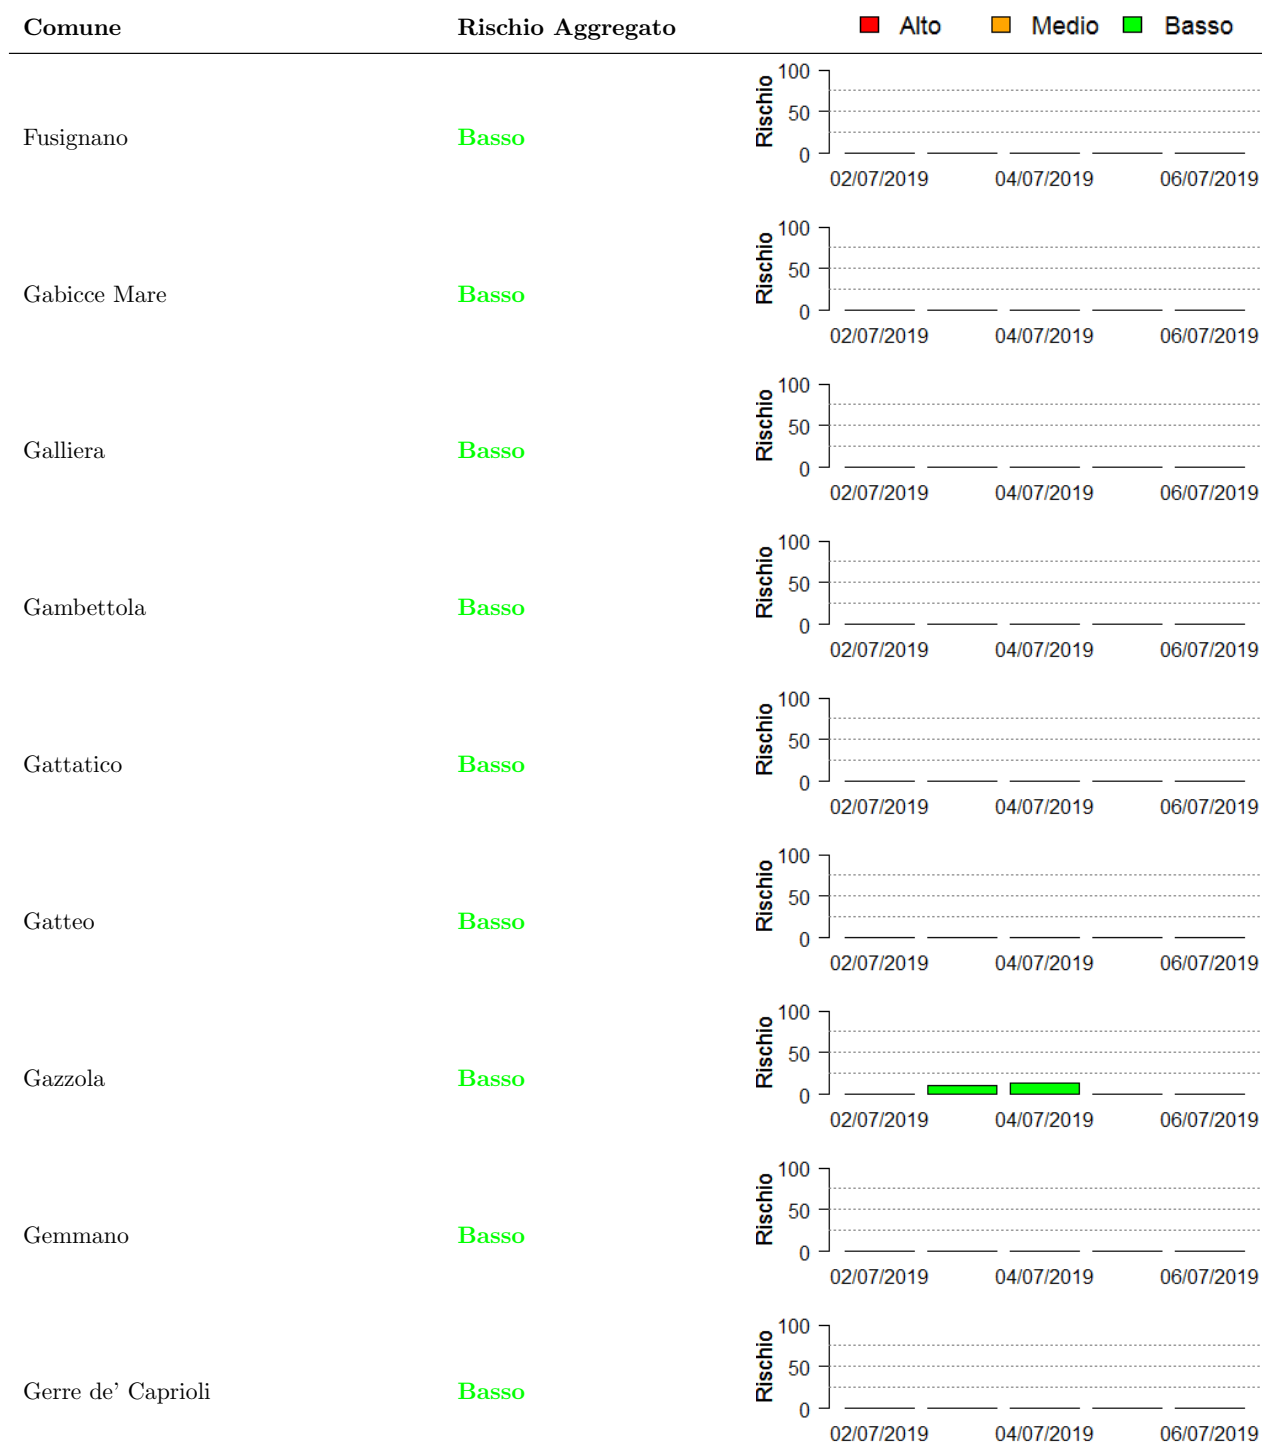 Comune Rischio Aggregato Alto Medio Basso
100
50
0
Rischio
Fusignano Basso
02/07/2019 04/07/2019 06/07/2019
100
50
0
Rischio
Gabicce Mare Basso
02/07/2019 04/07/2019 06/07/2019
100
50
0
Rischio
Galliera Basso
02/07/2019 04/07/2019 06/07/2019
100
50
0
Rischio
Gambettola Basso
02/07/2019 04/07/2019 06/07/2019
100
50
0
Rischio
Gattatico Basso
02/07/2019 04/07/2019 06/07/2019
100
50
0
Rischio
Gatteo Basso
02/07/2019 04/07/2019 06/07/2019
100
50
0
Rischio
Gazzola Basso
02/07/2019 04/07/2019 06/07/2019
100
50
0
Rischio
Gemmano Basso
02/07/2019 04/07/2019 06/07/2019
100
50
0
Rischio
Gerre de' Caprioli Basso
02/07/2019 04/07/2019 06/07/2019